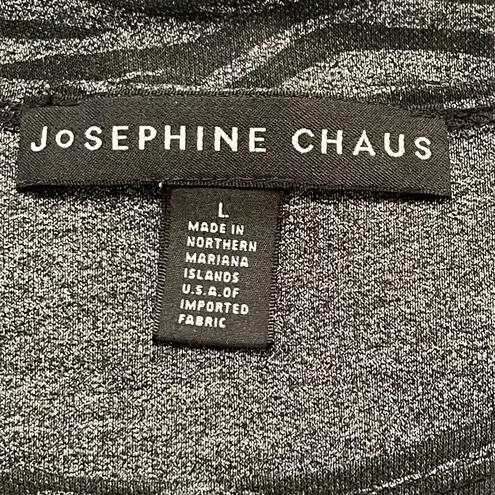 JoSEPHINE CHAUS
L
MADE IN
NORTHERN
MARIANA
ISLANDS
U.S.A. OF
IMPORTED
FABRIC